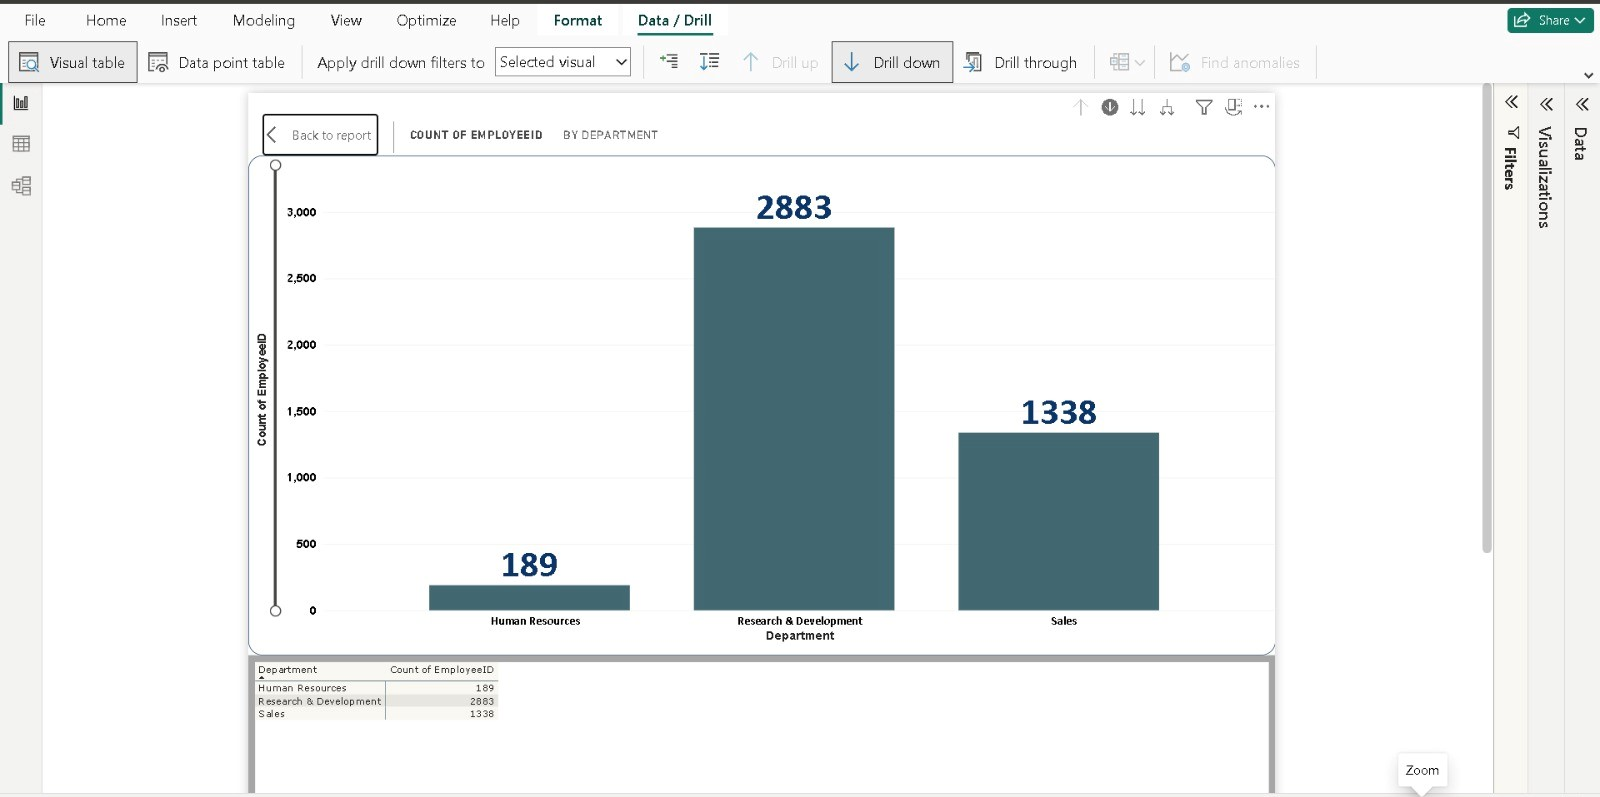 File Home Insert Modeling View Optimize Help Format Data / Drill Share
Visual table Data point table Apply drill down filters to Selected visual Drill up Drill down Drill through Find anomalies
Back to report COUNT OF EMPLOYEEID BY DEPARTMENT
Filters
Visualizations
Data
Count of EmployeeID
3,000
2,500
2,000
1,500
1,000
500
0
2883
1338
189
Human Resources Research & Development Sales
Department
Department Count of EmployeeID
Human Resources 189
Research & Development 2883
Sales 1338
Zoom